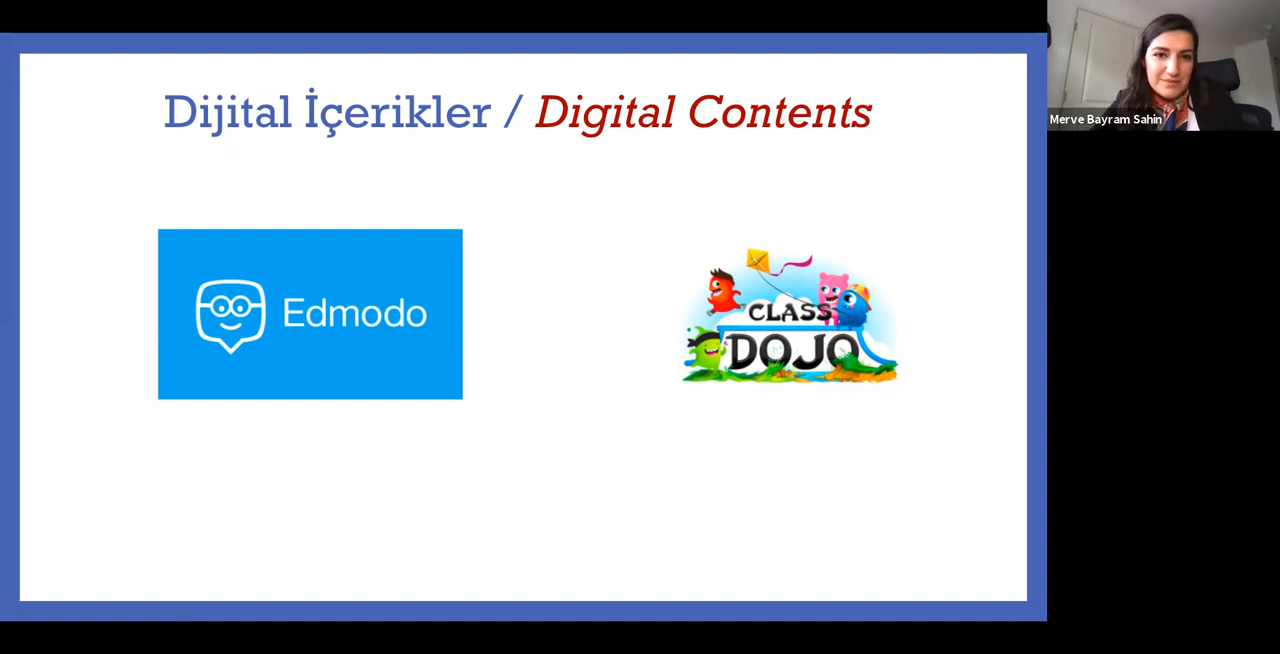 Dijital İçerikler / Digital Contents
Edmodo
CLASS
DOJO
Merve Bayram Sahin